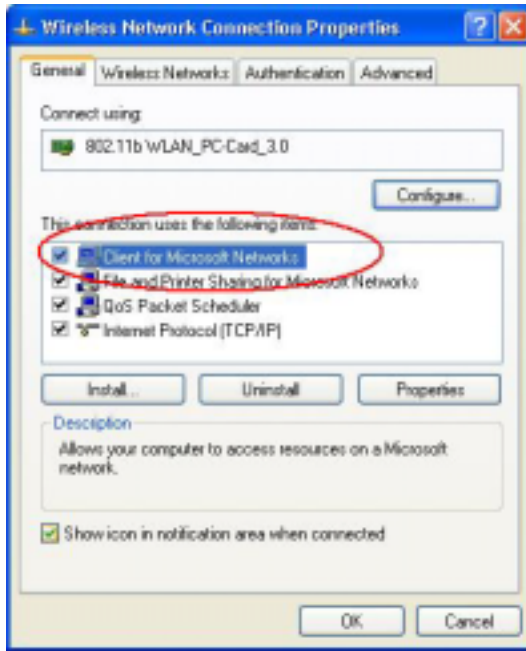 Wireless Network Connection Properties
General Wireless Networks Authentication Advanced
Connect using:
802.11b WLAN_PC-Card_3.0
Configure...
This connection uses the following items:
Client for Microsoft Networks
File and Printer Sharing for Microsoft Networks
QoS Packet Scheduler
Internet Protocol (TCP/IP)
Install... Uninstall Properties
Description
Allows your computer to access resources on a Microsoft
network.
Show icon in notification area when connected
OK Cancel